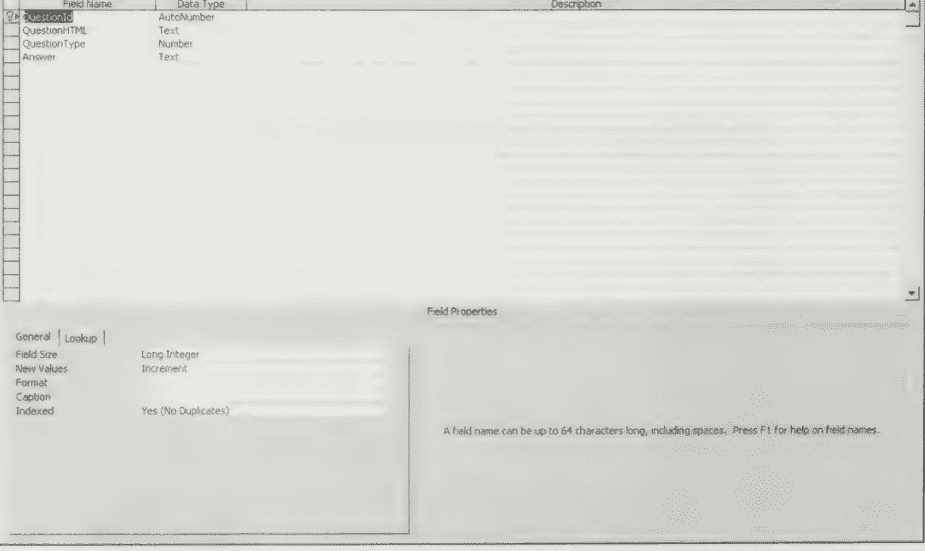 Field Name Data Type Description
QuestionId AutoNumber
QuestionHTML Text
QuestionType Number
Answer Text
Field Properties
General Lookup
Field Size Long Integer
New Values Increment
Format
Caption
Indexed Yes (No Duplicates)
A field name can be up to 64 characters long, including spaces. Press F1 for help on field names.